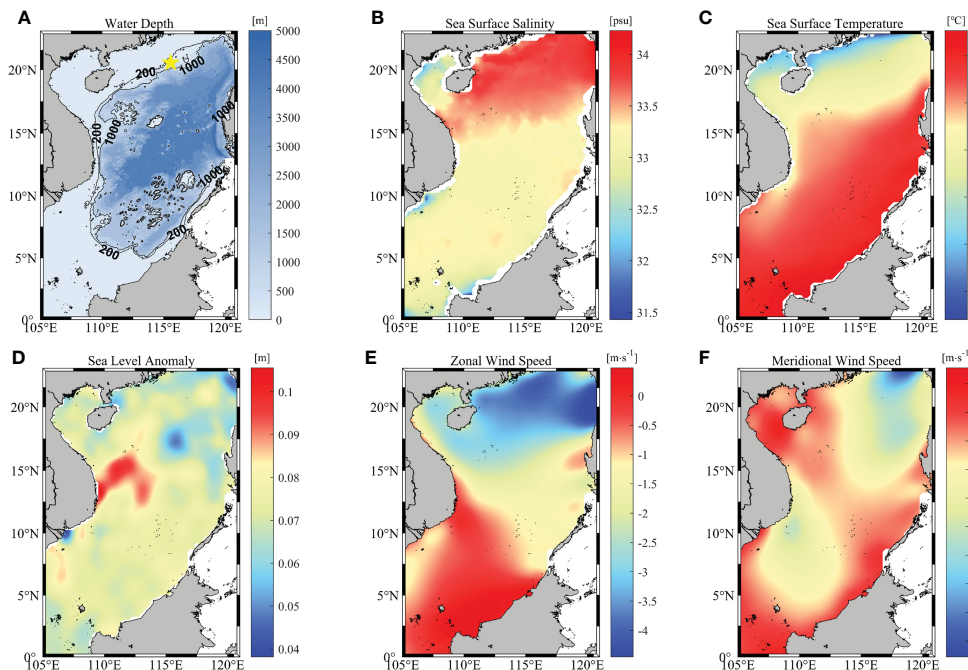 A Water Depth [m] B Sea Surface Salinity [psu] C Sea Surface Temperature [ºC]
20°N 15°N 10°N 5°N 0°
105°E 110°E 115°E 120°E
200 1000 200 1000 1000 1000 200 200
5000 4500 4000 3500 3000 2500 2000 1500 1000 500 0
20°N 15°N 10°N 5°N 0°
105°E 110°E 115°E 120°E
34 33.5 33 32.5 32 31.5
20°N 15°N 10°N 5°N 0°
105°E 110°E 115°E 120°E
D Sea Level Anomaly [m] E Zonal Wind Speed [m·s⁻¹] F Meridional Wind Speed [m·s⁻¹]
20°N 15°N 10°N 5°N 0°
105°E 110°E 115°E 120°E
0.1 0.09 0.08 0.07 0.06 0.05 0.04
20°N 15°N 10°N 5°N 0°
105°E 110°E 115°E 120°E
0 -0.5 -1 -1.5 -2 -2.5 -3 -3.5 -4
20°N 15°N 10°N 5°N 0°
105°E 110°E 115°E 120°E